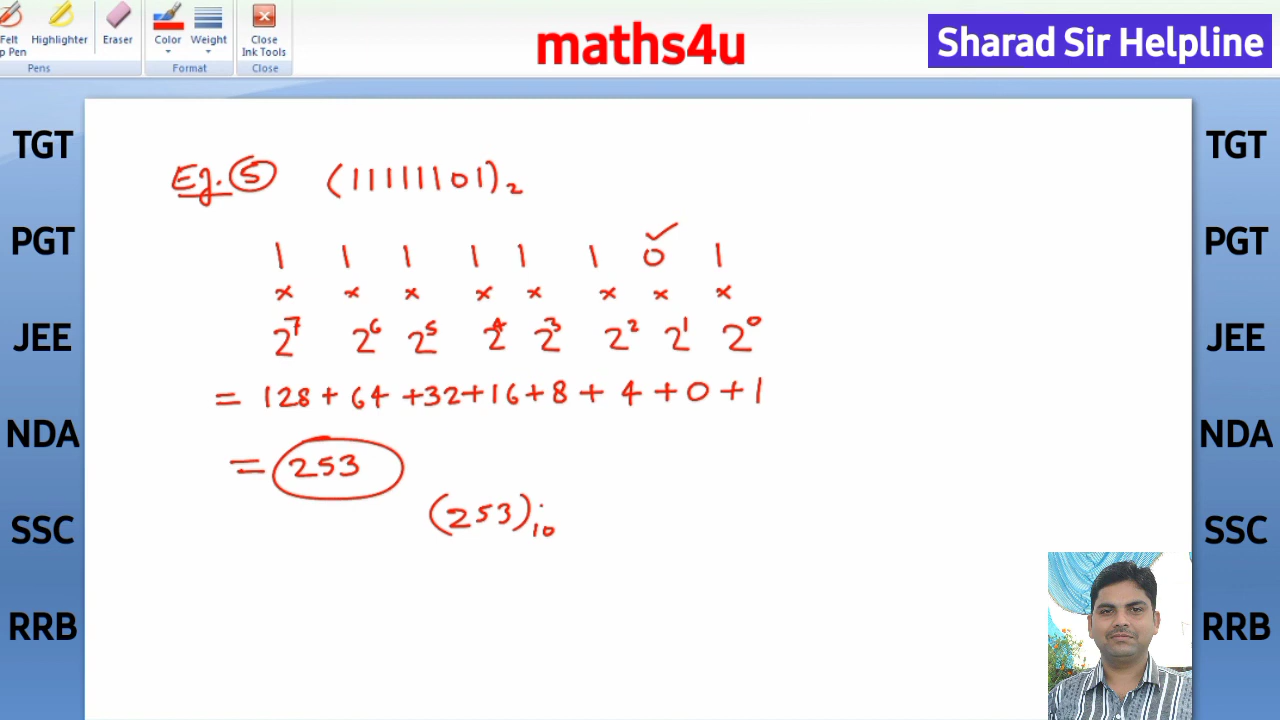 Felt
p Pen
Highlighter
Eraser
Color
Weight
Close
Ink Tools
Pens
Format
Close
maths4u
Sharad Sir Helpline
TGT
PGT
JEE
NDA
SSC
RRB
Eg. 5 (11111101)₂
1 1 1 1 1 1 0 1
× × × × × × × ×
2⁷ 2⁶ 2⁵ 2⁴ 2³ 2² 2¹ 2⁰
= 128 + 64 + 32 + 16 + 8 + 4 + 0 + 1
= 253
(253)₁₀
TGT
PGT
JEE
NDA
SSC
RRB